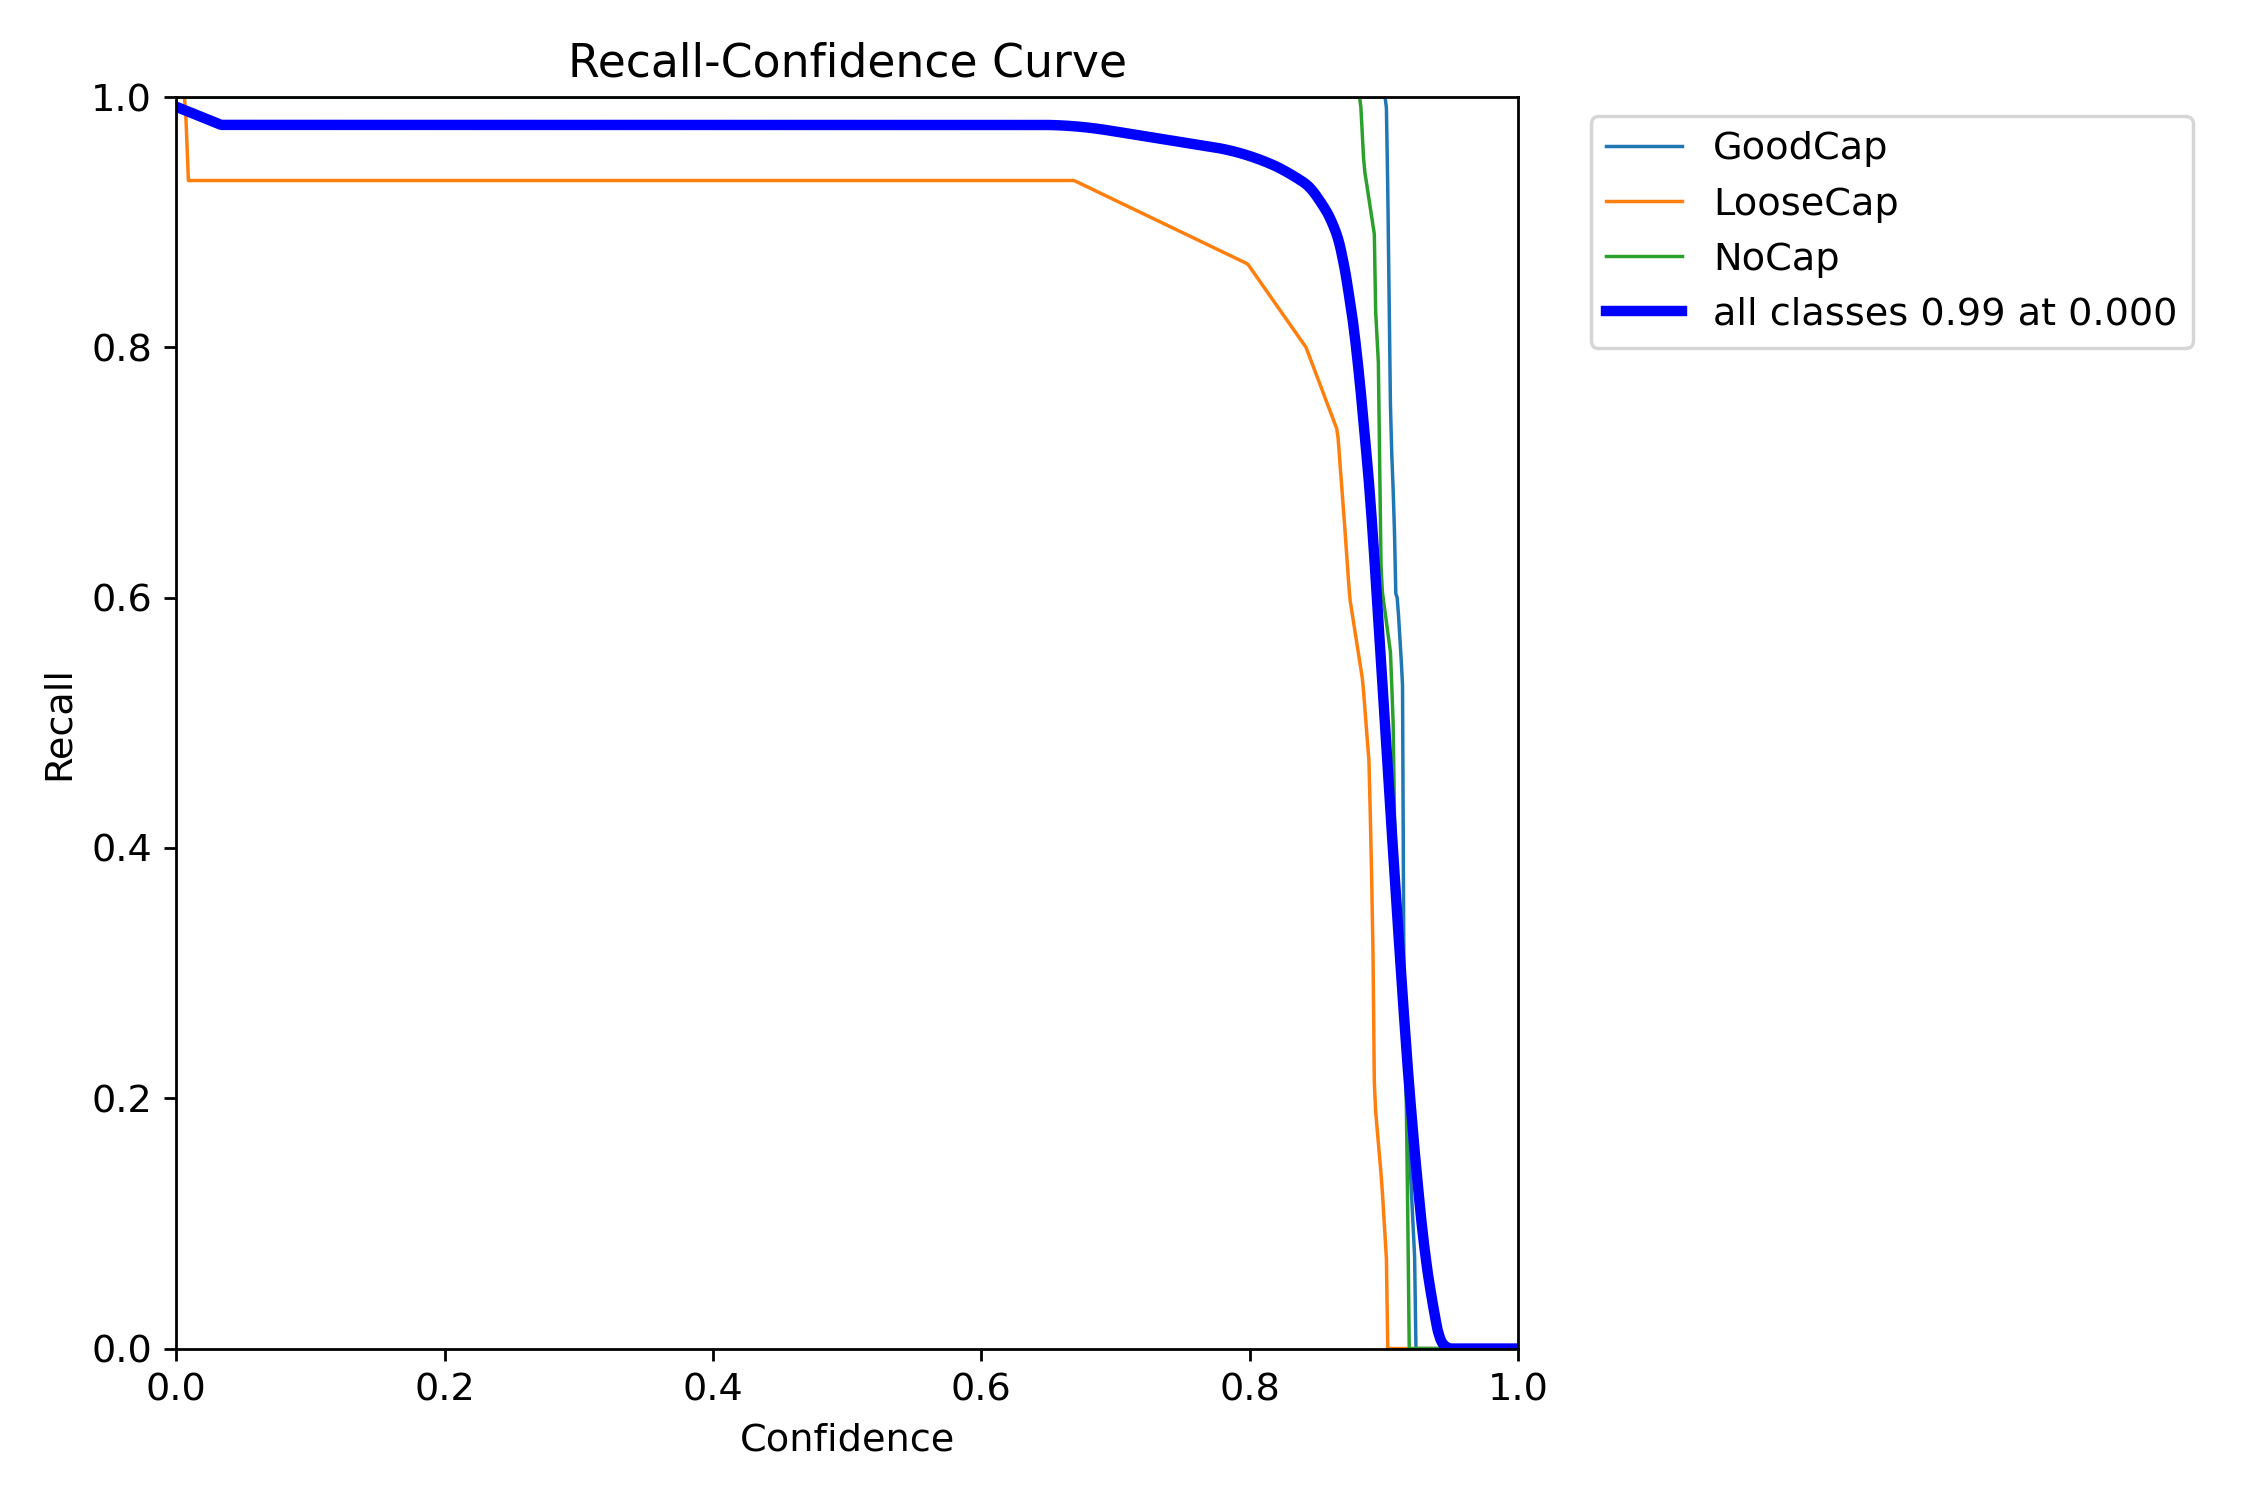 Recall-Confidence Curve
1.0
0.8
0.6
0.4
0.2
0.0
Recall
0.0 0.2 0.4 0.6 0.8 1.0
Confidence
GoodCap
LooseCap
NoCap
all classes 0.99 at 0.000